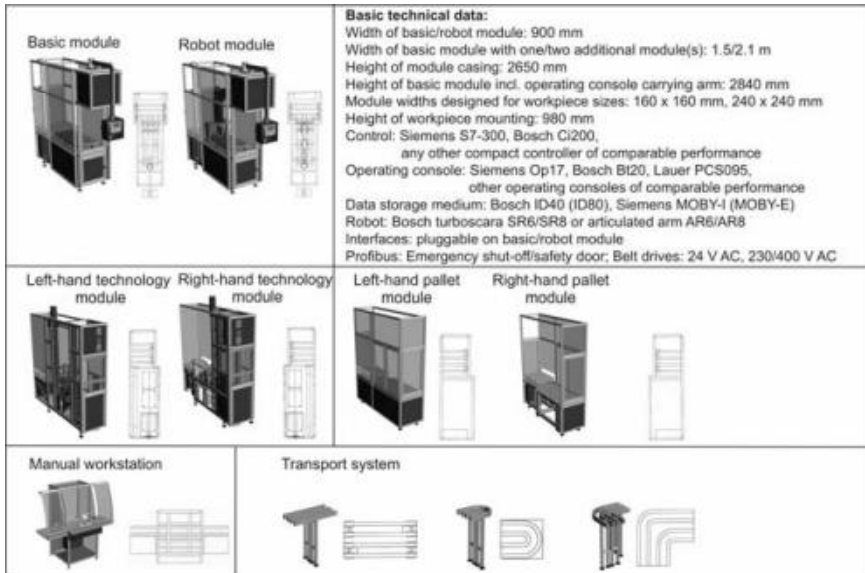 Basic module
Robot module
Basic technical data:
Width of basic/robot module: 900 mm
Width of basic module with one/two additional module(s): 1.5/2.1 m
Height of module casing: 2650 mm
Height of basic module incl. operating console carrying arm: 2840 mm
Module widths designed for workpiece sizes: 160 x 160 mm, 240 x 240 mm
Height of workpiece mounting: 980 mm
Control: Siemens S7-300, Bosch Ci200,
any other compact controller of comparable performance
Operating console: Siemens Op17, Bosch Bt20, Lauer PCS095,
other operating consoles of comparable performance
Data storage medium: Bosch ID40 (ID80), Siemens MOBY-I (MOBY-E)
Robot: Bosch turboscara SR6/SR8 or articulated arm AR6/AR8
Interfaces: pluggable on basic/robot module
Profibus: Emergency shut-off/safety door; Belt drives: 24 V AC, 230/400 V AC
Left-hand technology
module
Right-hand technology
module
Left-hand pallet
module
Right-hand pallet
module
Manual workstation
Transport system